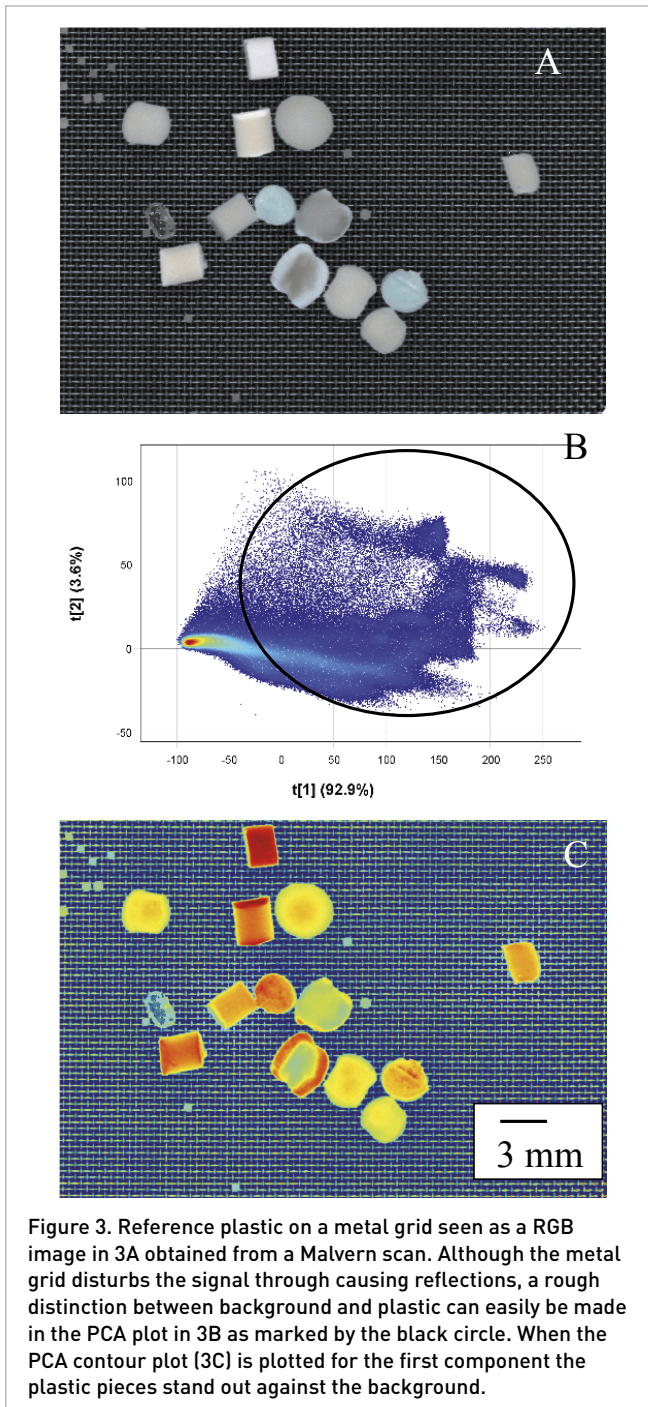 A
B
100
50
0
-50
t[2] (3.6%)
-100 -50 0 50 100 150 200 250
t[1] (92.9%)
C
3 mm
Figure 3. Reference plastic on a metal grid seen as a RGB
image in 3A obtained from a Malvern scan. Although the metal
grid disturbs the signal through causing reflections, a rough
distinction between background and plastic can easily be made
in the PCA plot in 3B as marked by the black circle. When the
PCA contour plot (3C) is plotted for the first component the
plastic pieces stand out against the background.